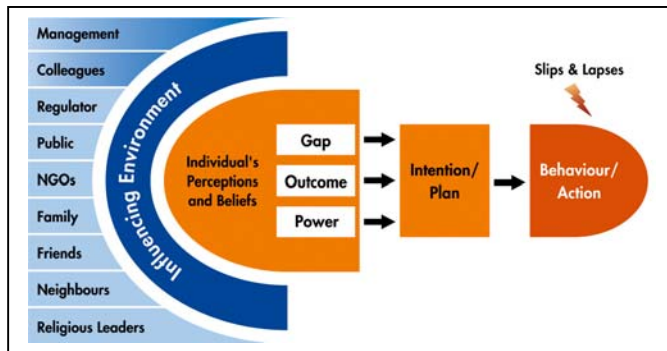 Management
Colleagues
Regulator
Public
NGOs
Family
Friends
Neighbours
Religious Leaders
Influencing Environment
Individual's
Perceptions
and Beliefs
Gap
Outcome
Power
Intention/
Plan
Slips & Lapses
Behaviour/
Action